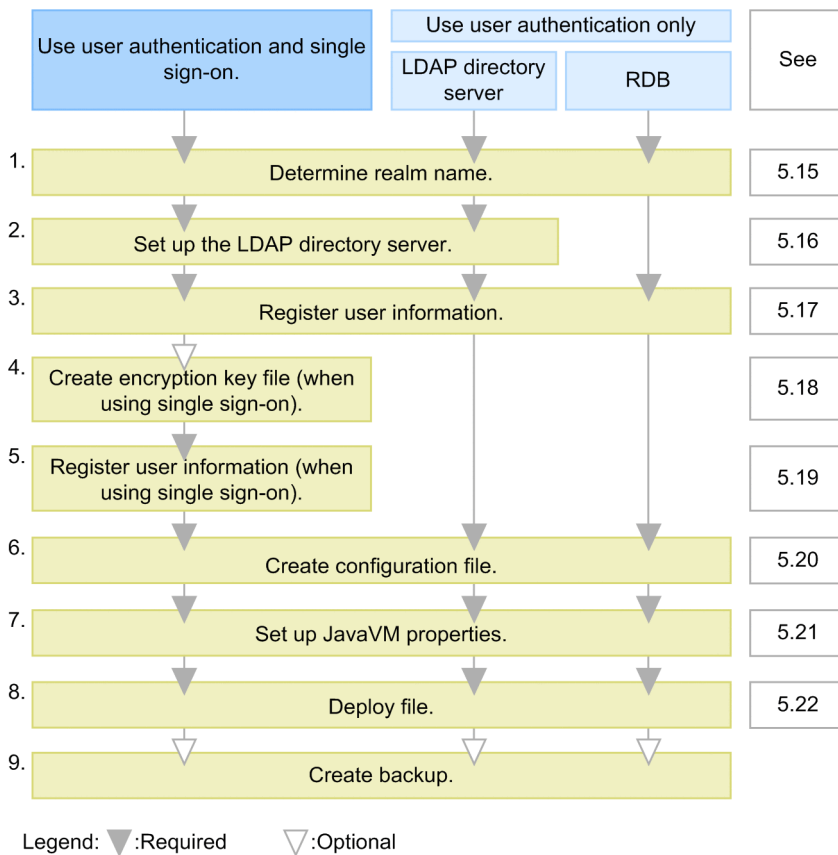 Use user authentication and single
sign-on.
Use user authentication only
LDAP directory
server
RDB
See
1.
Determine realm name.
5.15
2.
Set up the LDAP directory server.
5.16
3.
Register user information.
5.17
4.
Create encryption key file (when
using single sign-on).
5.18
5.
Register user information (when
using single sign-on).
5.19
6.
Create configuration file.
5.20
7.
Set up JavaVM properties.
5.21
8.
Deploy file.
5.22
9.
Create backup.
Legend: :Required :Optional